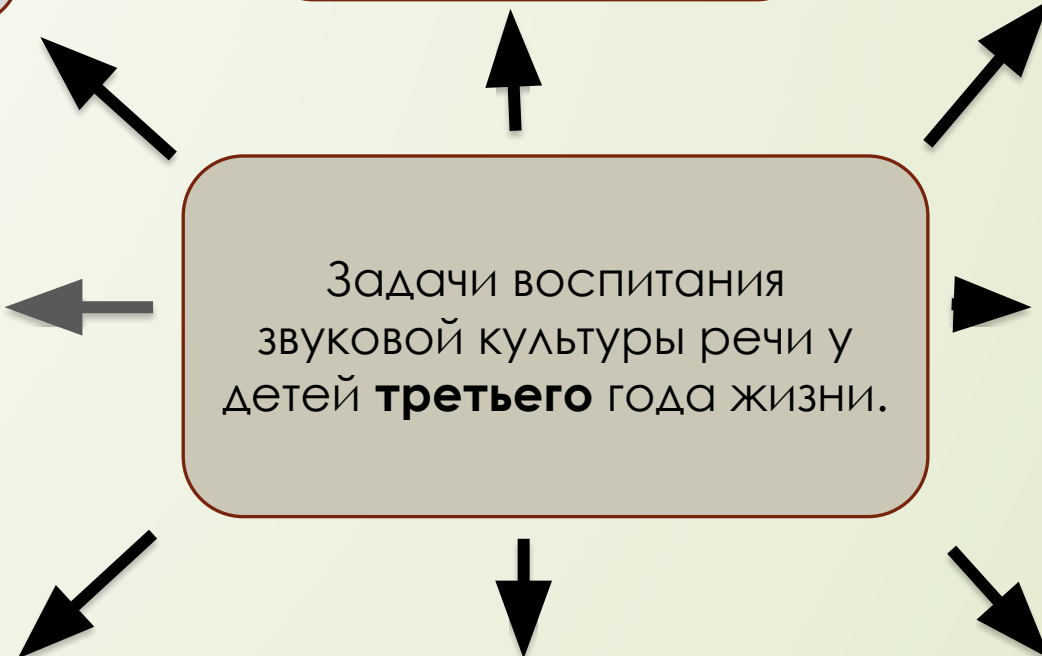 Задачи воспитания
звуковой культуры речи у
детей третьего года жизни.